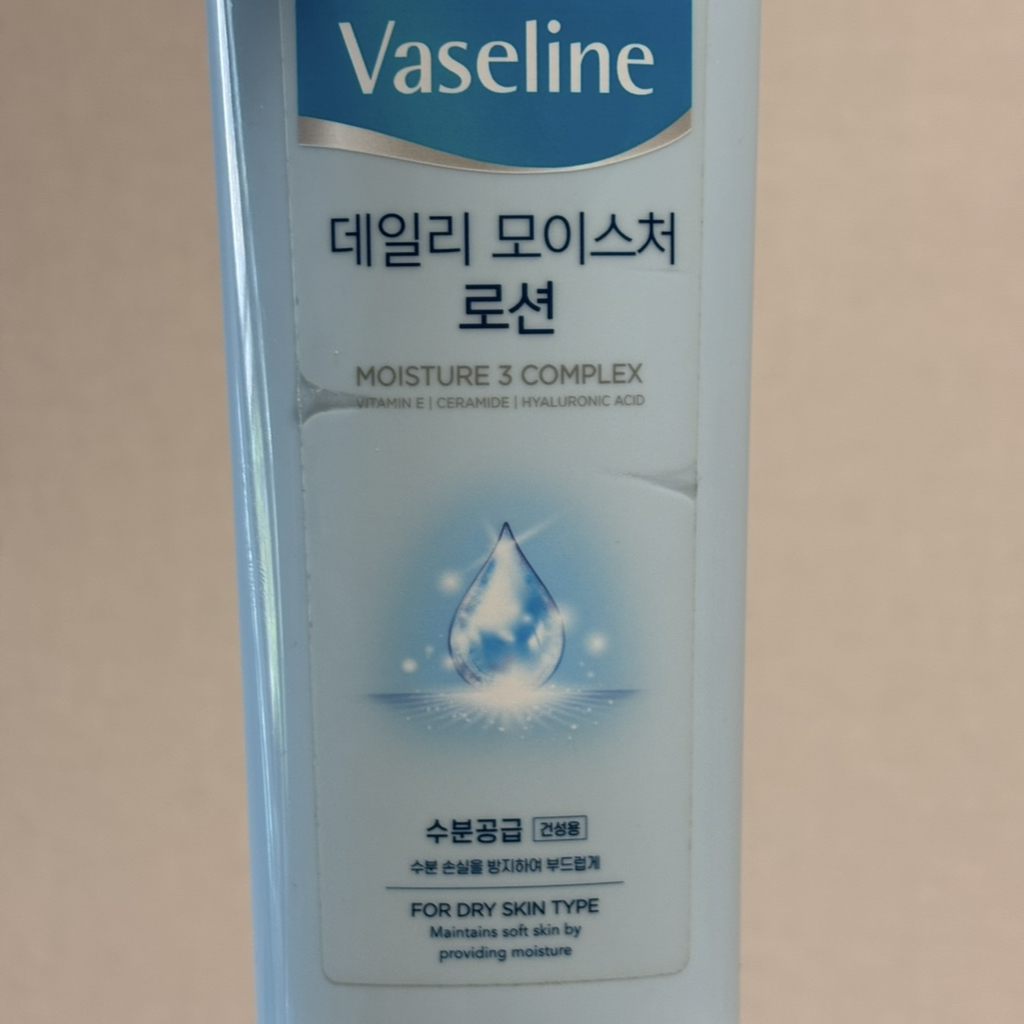 Vaseline
데일리 모이스처
로션
MOISTURE 3 COMPLEX
VITAMIN E | CERAMIDE | HYALURONIC ACID
수분공급 건성용
수분 손실을 방지하여 부드럽게
FOR DRY SKIN TYPE
Maintains soft skin by
providing moisture